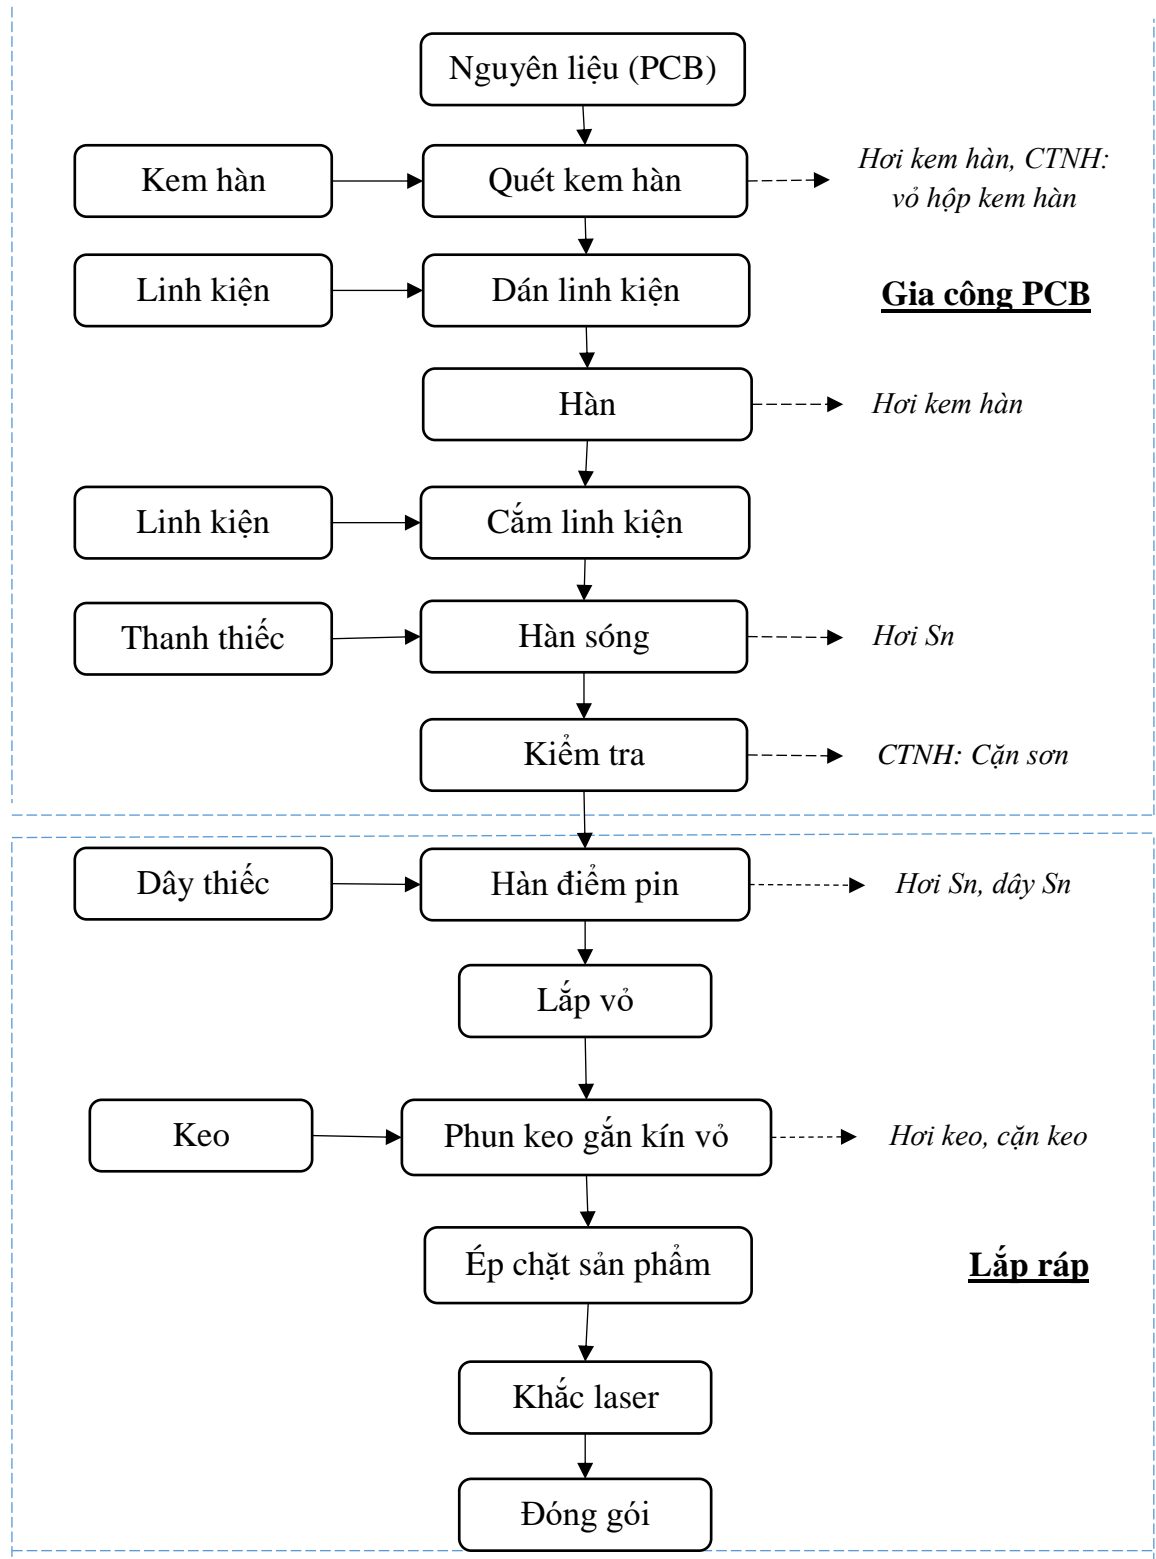 Nguyên liệu (PCB)
Kem hàn
Quét kem hàn
Hơi kem hàn, CTNH:
vỏ hộp kem hàn
Linh kiện
Dán linh kiện
Gia công PCB
Hàn
Hơi kem hàn
Linh kiện
Cắm linh kiện
Thanh thiếc
Hàn sóng
Hơi Sn
Kiểm tra
CTNH: Cặn sơn
Dây thiếc
Hàn điểm pin
Hơi Sn, dây Sn
Lắp vỏ
Keo
Phun keo gắn kín vỏ
Hơi keo, cặn keo
Ép chặt sản phẩm
Lắp ráp
Khắc laser
Đóng gói